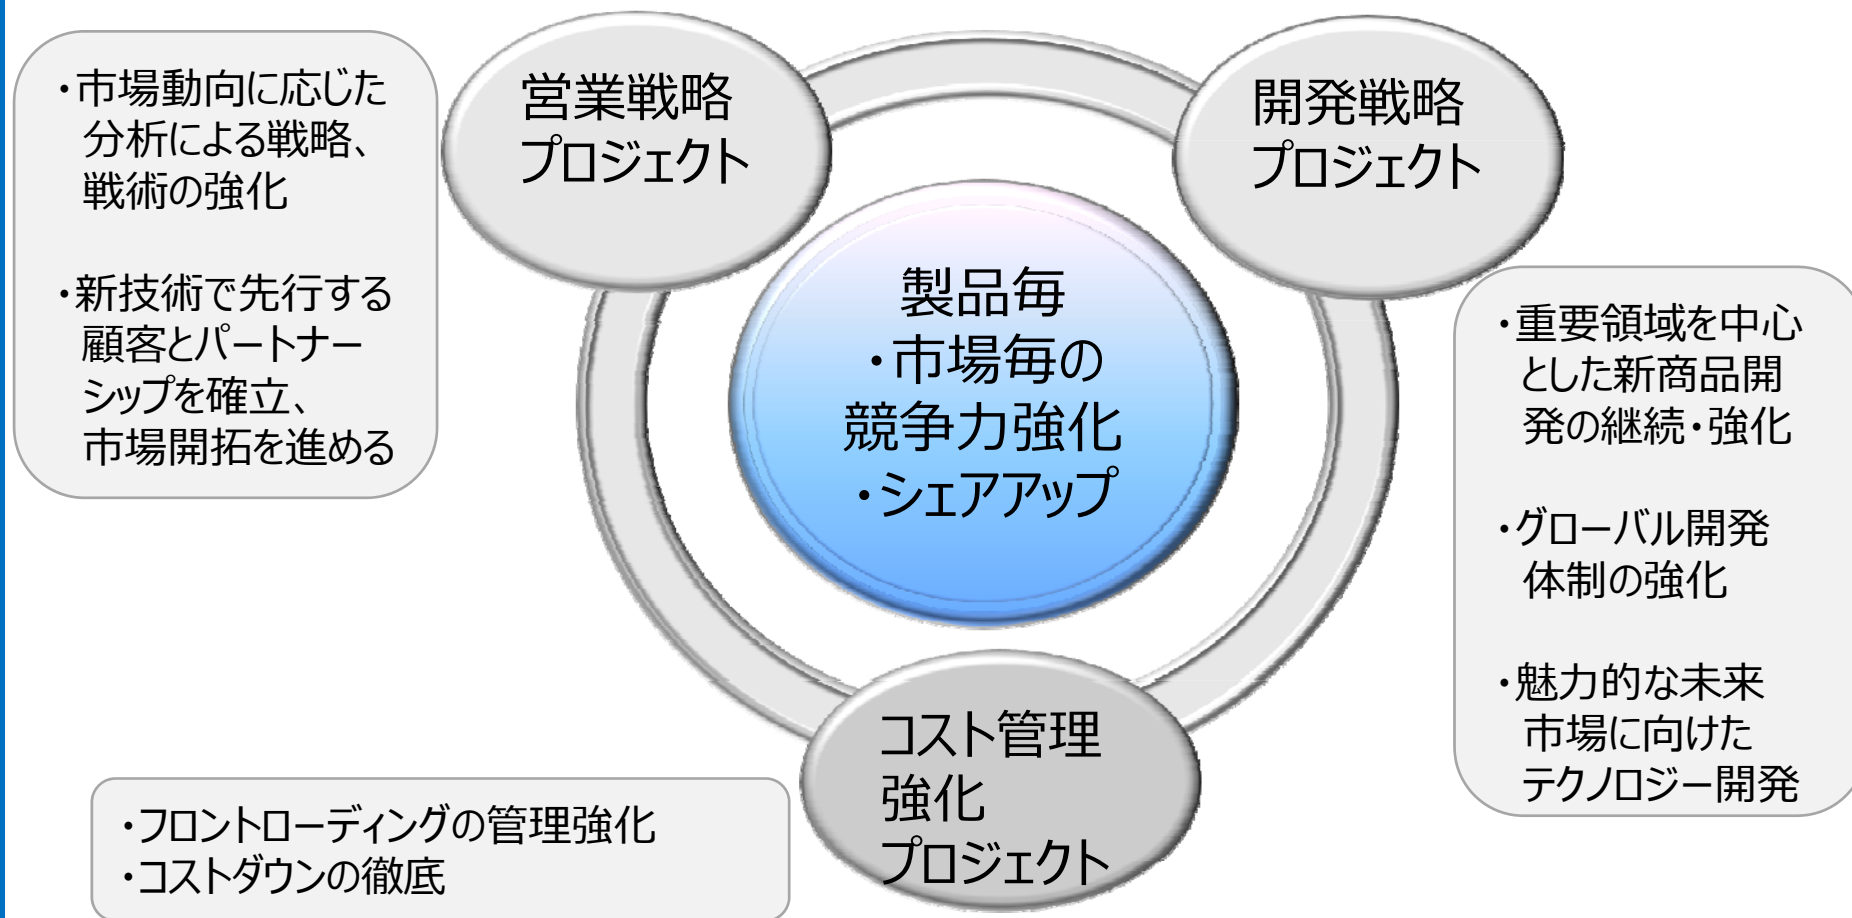 ・市場動向に応じた
分析による戦略、
戦術の強化
・新技術で先行する
顧客とパートナー
シップを確立、
市場開拓を進める
営業戦略
プロジェクト
開発戦略
プロジェクト
製品毎
・市場毎の
競争力強化
・シェアアップ
・重要領域を中心
とした新商品開
発の継続・強化
・グローバル開発
体制の強化
・魅力的な未来
市場に向けた
テクノロジー開発
コスト管理
強化
プロジェクト
・フロントローディングの管理強化
・コストダウンの徹底